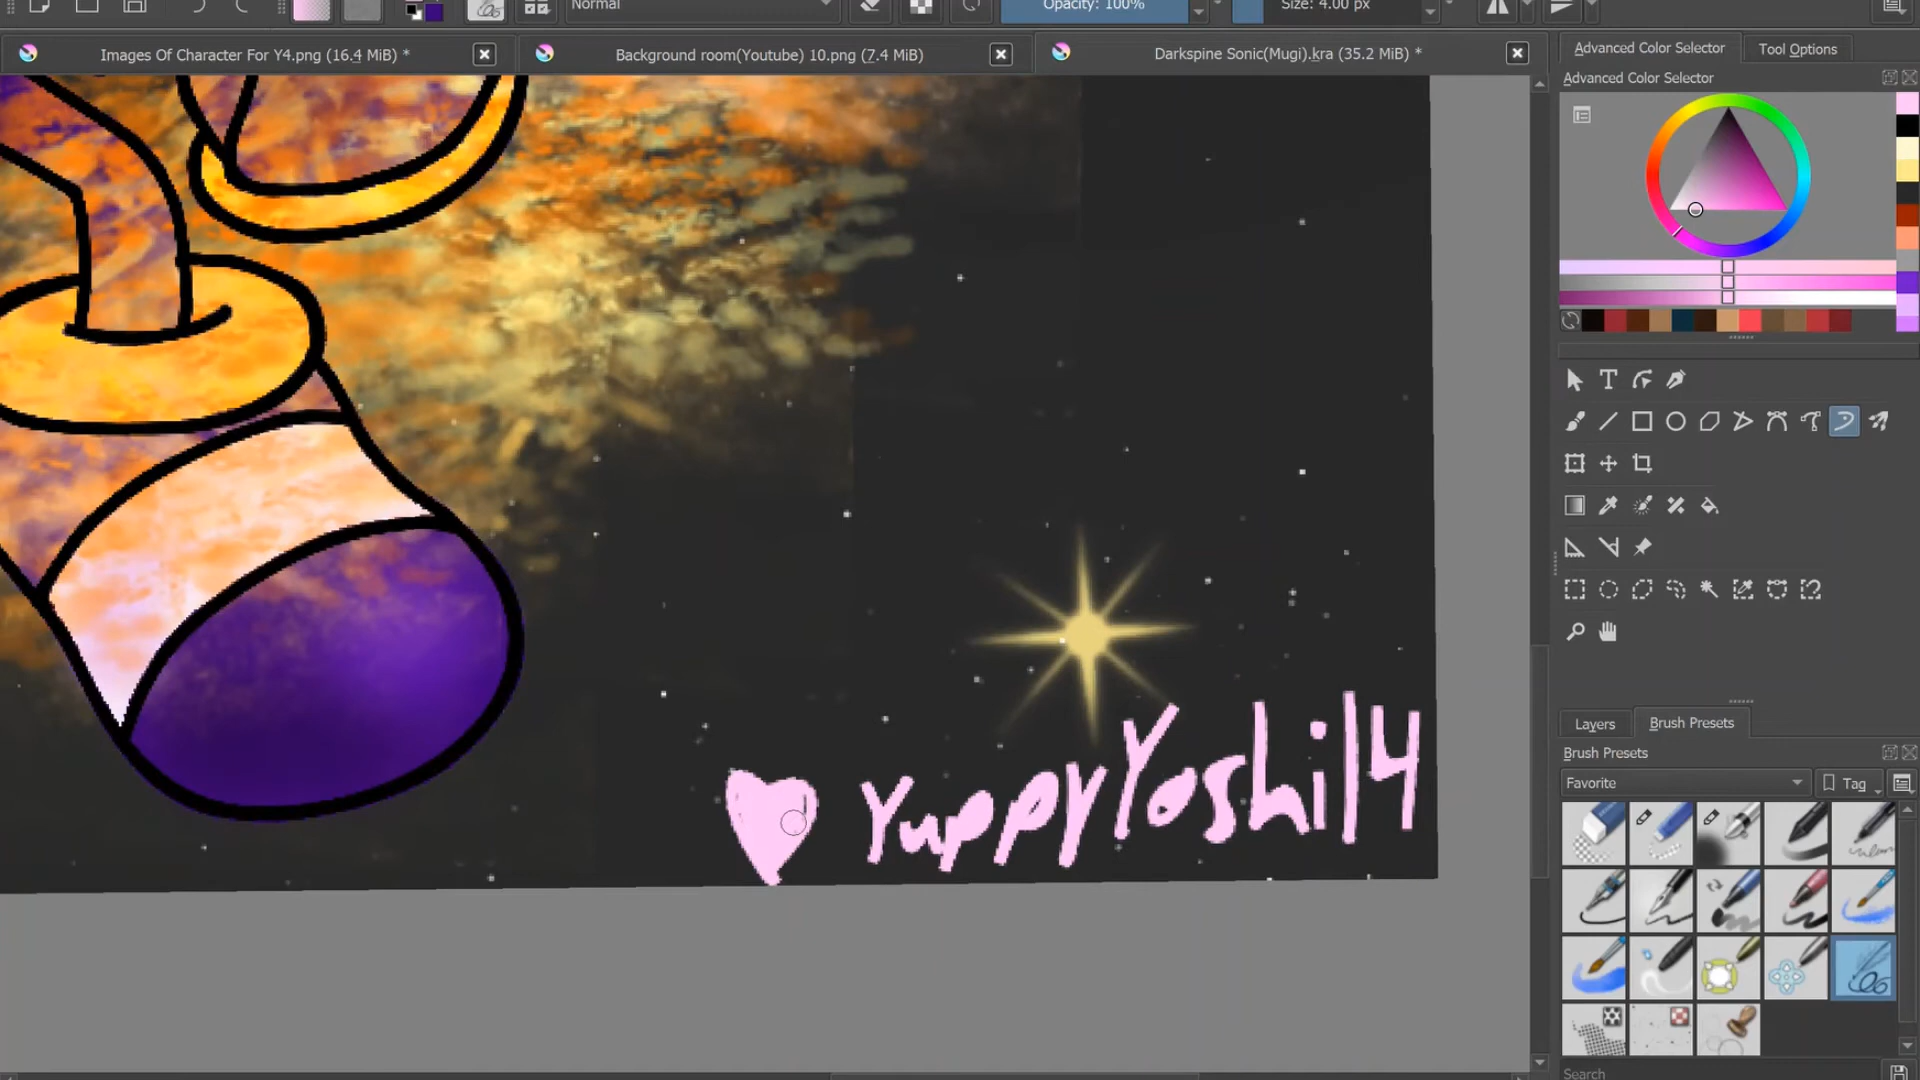 Normal
Opacity: 100%
Size: 4.00 px
Images Of Character For Y4.png (16.4 MiB) *
Background room(Youtube) 10.png (7.4 MiB)
Darkspine Sonic(Mugi).kra (35.2 MiB) *
Advanced Color Selector
Tool Options
Advanced Color Selector
YuppyYoshi14
Layers
Brush Presets
Brush Presets
Favorite
Tag
Search